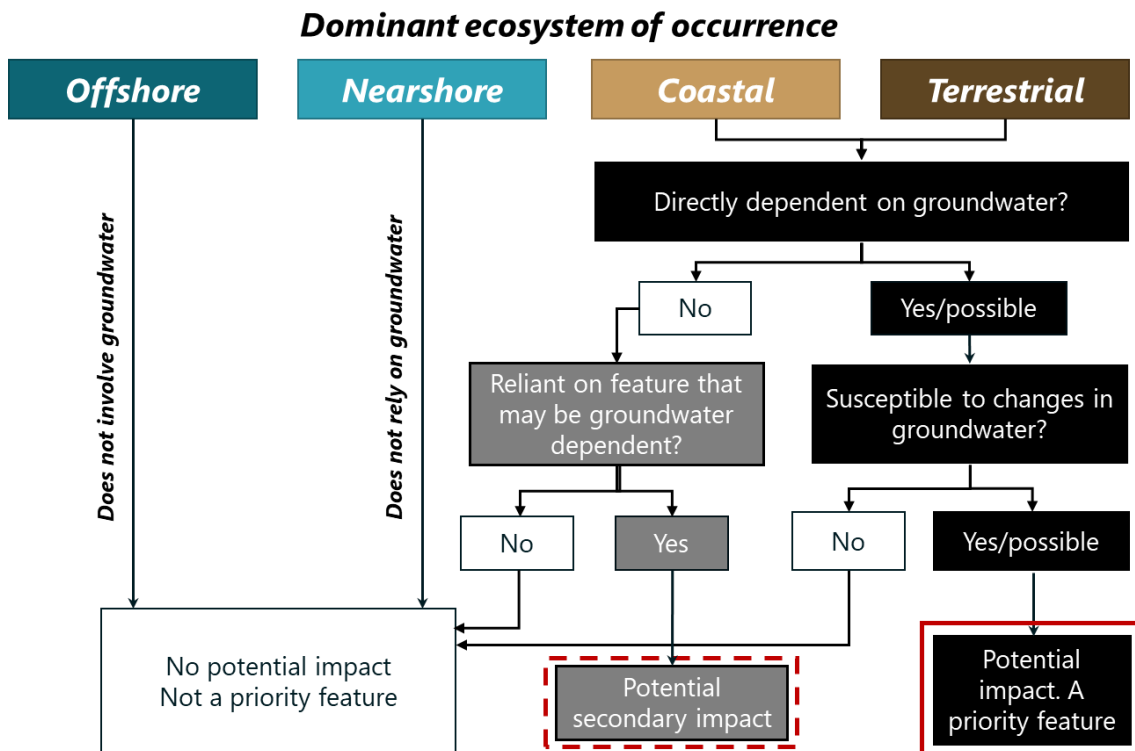 Dominant ecosystem of occurrence
Offshore
Nearshore
Coastal
Terrestrial
Directly dependent on groundwater?
Does not involve groundwater
Does not rely on groundwater
No
Yes/possible
Reliant on feature that
may be groundwater
dependent?
Susceptible to changes in
groundwater?
No
Yes
No
Yes/possible
No potential impact
Not a priority feature
Potential
secondary impact
Potential
impact. A
priority feature